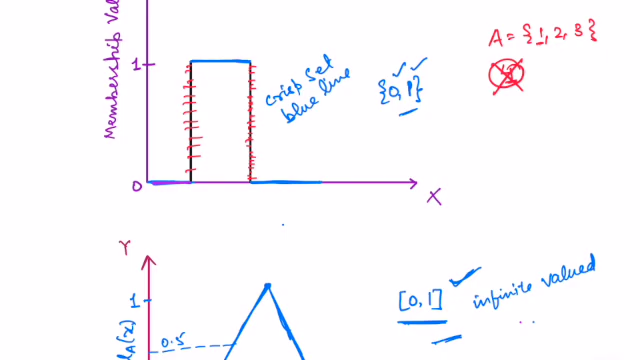 Membership Val
1
0
X
crisp set
blue line
{0, 1}
A = {1, 2, 3}
Y
1
0.5
A(x)
[0, 1]
infinite valued